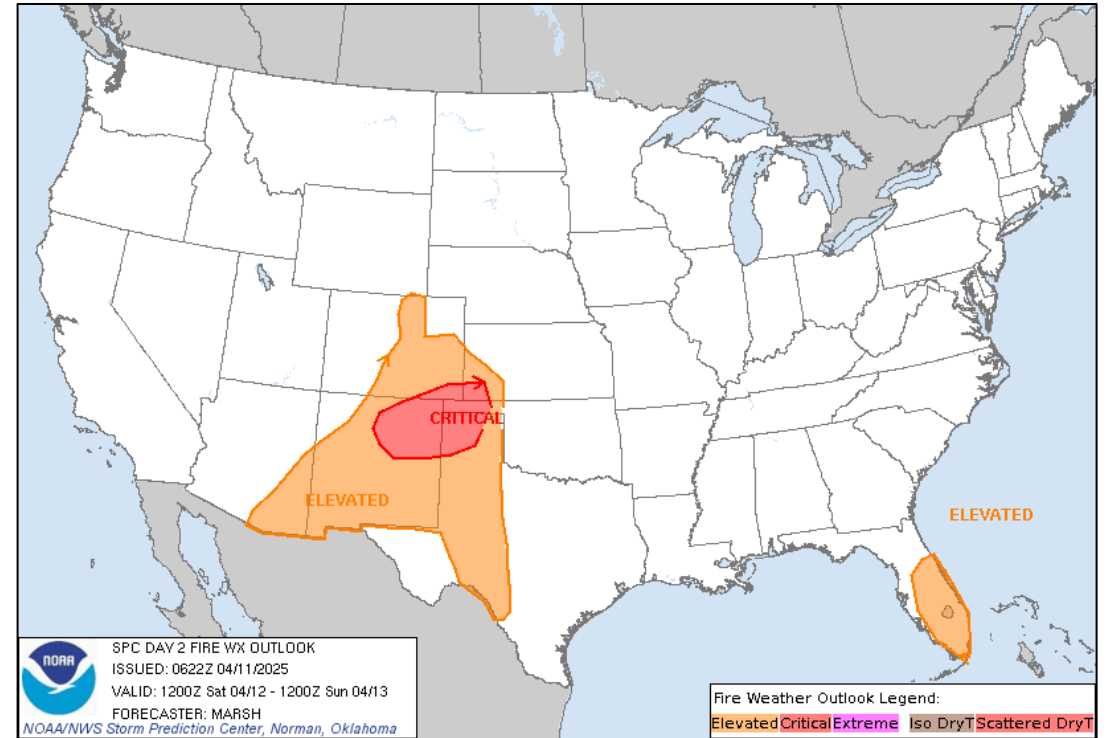 CRITICAL
ELEVATED
ELEVATED
NOAA
SPC DAY 2 FIRE WX OUTLOOK
ISSUED: 0622Z 04/11/2025
VALID: 1200Z Sat 04/12 - 1200Z Sun 04/13
FORECASTER: MARSH
NOAA/NWS Storm Prediction Center, Norman, Oklahoma
Fire Weather Outlook Legend:
Elevated Critical Extreme Iso DryT Scattered DryT